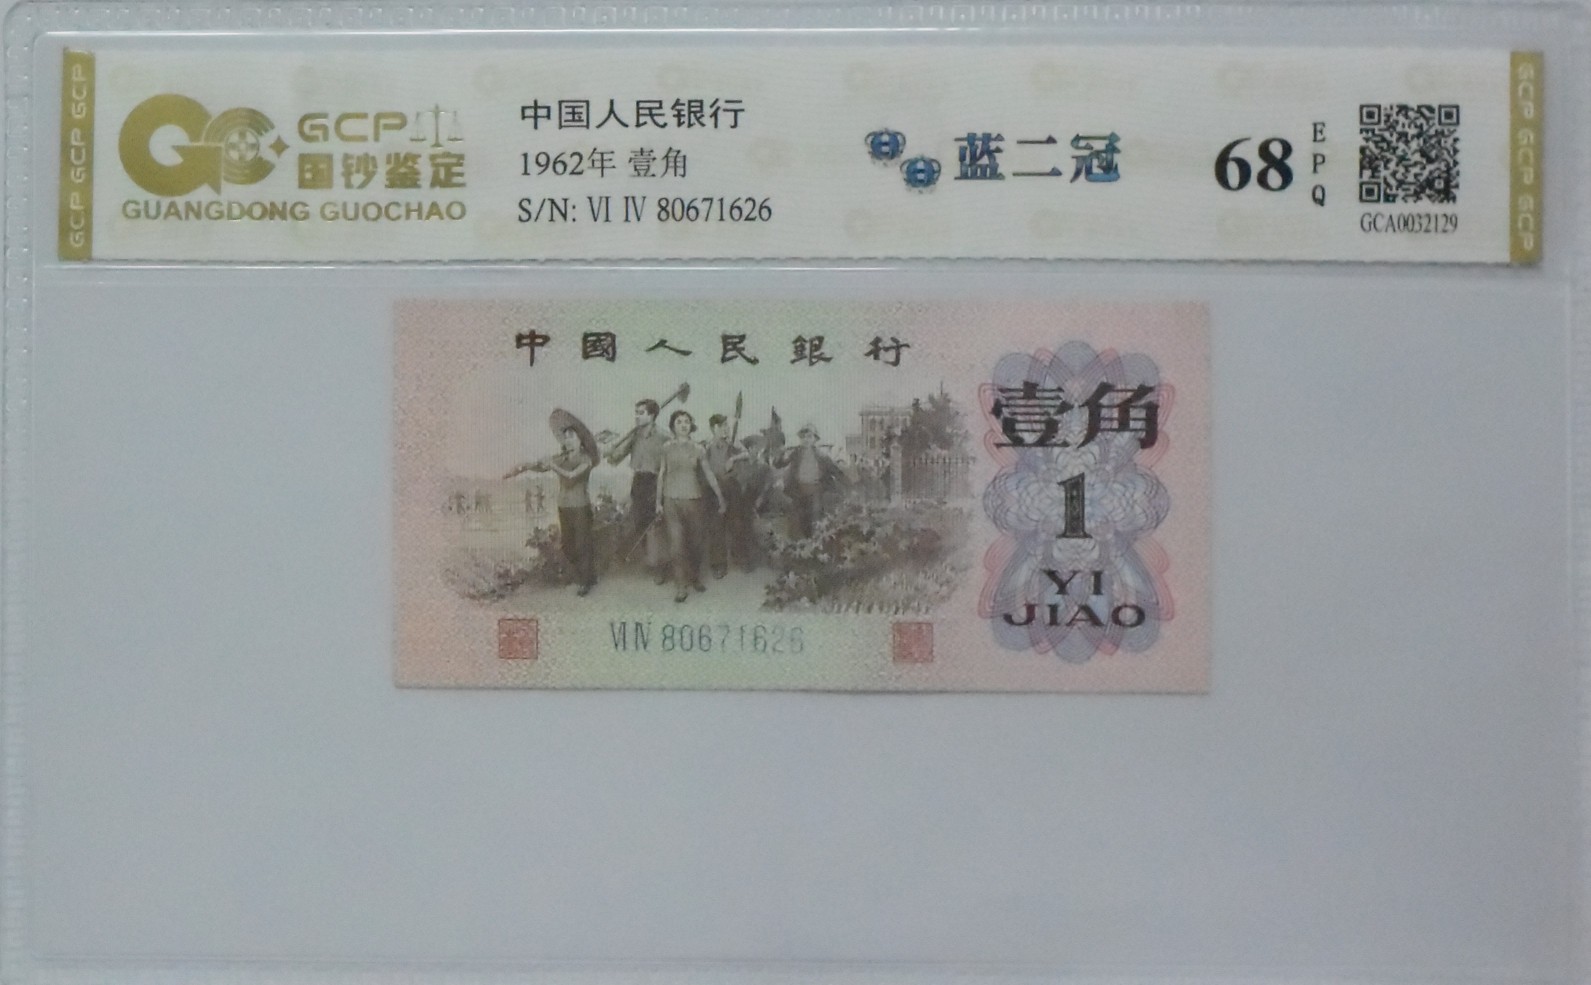 GCP GCP GCP
GCP
国钞鉴定
GUANGDONG GUOCHAO
中国人民银行
1962年 壹角
S/N: VI IV 80671626
蓝二冠
68
EPQ
GCA0032129
GCP GCP GCP
中國人民銀行
壹角
1
YI
JIAO
VI IV 80671626